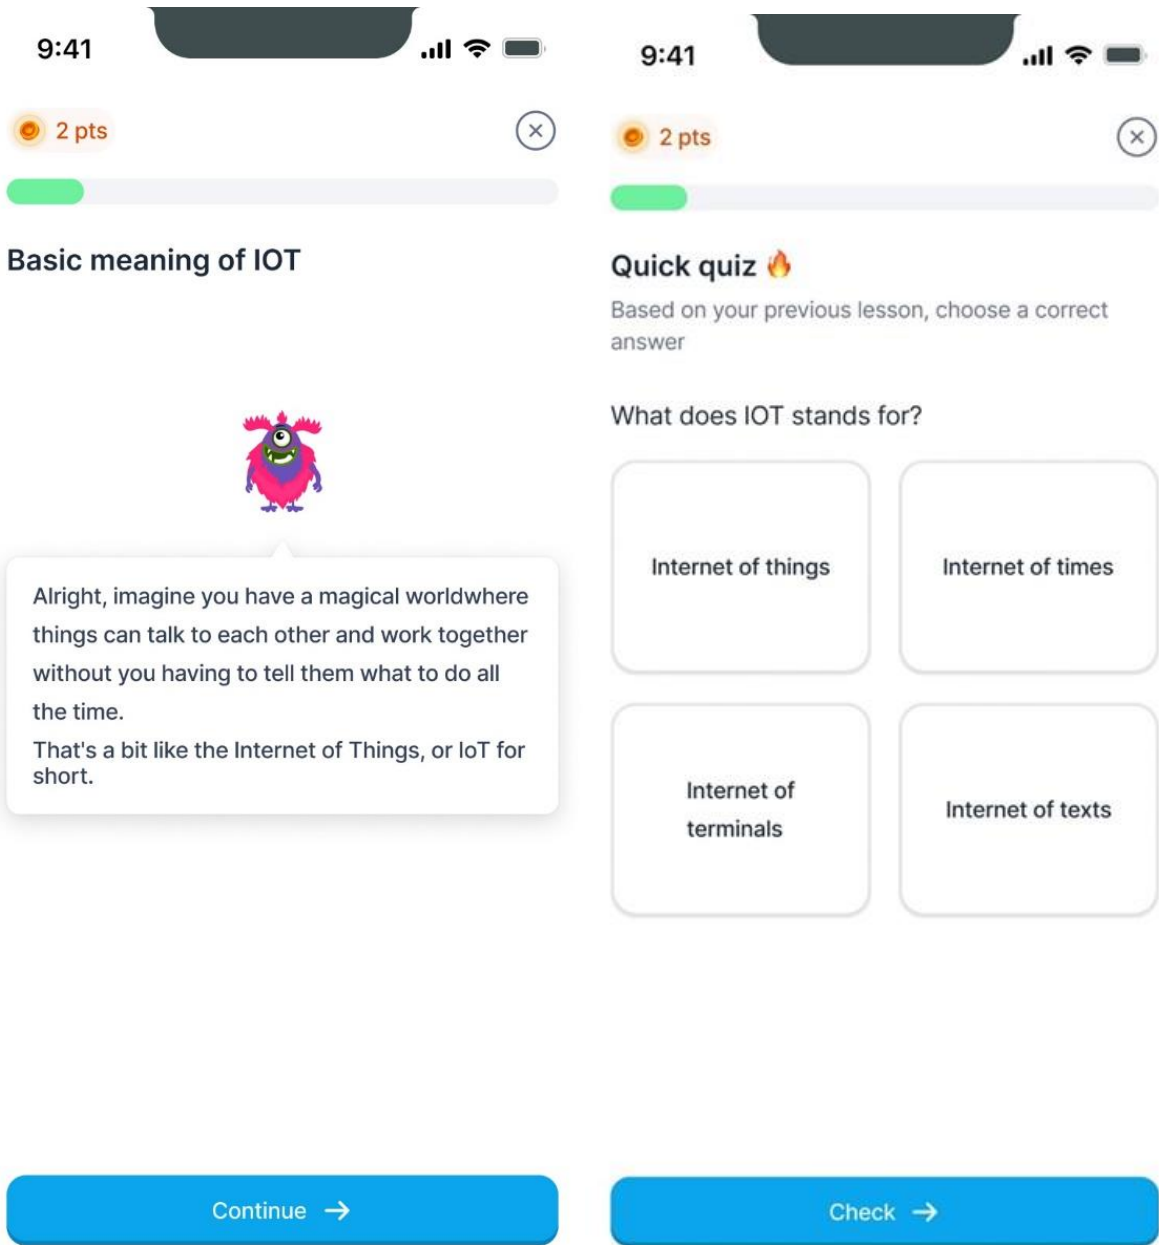 9:41
2 pts
Basic meaning of IOT
Alright, imagine you have a magical worldwhere
things can talk to each other and work together
without you having to tell them what to do all
the time.
That's a bit like the Internet of Things, or IoT for
short.
Continue →
9:41
2 pts
Quick quiz 🔥
Based on your previous lesson, choose a correct
answer
What does IOT stands for?
Internet of things
Internet of times
Internet of
terminals
Internet of texts
Check →